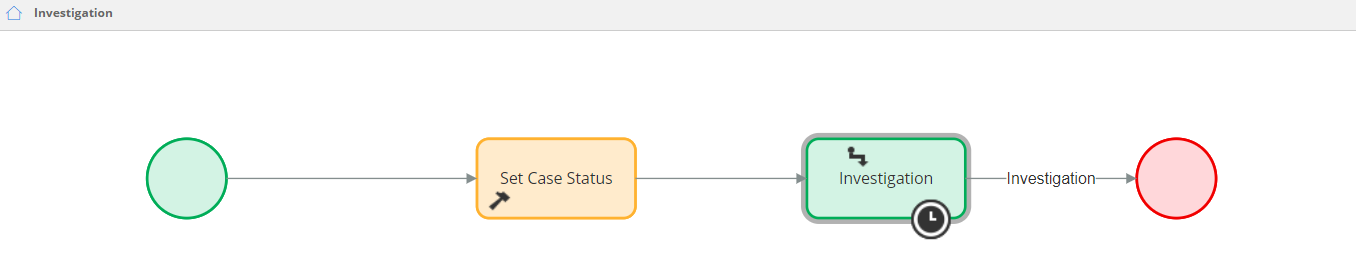 Investigation
Set Case Status
Investigation
Investigation